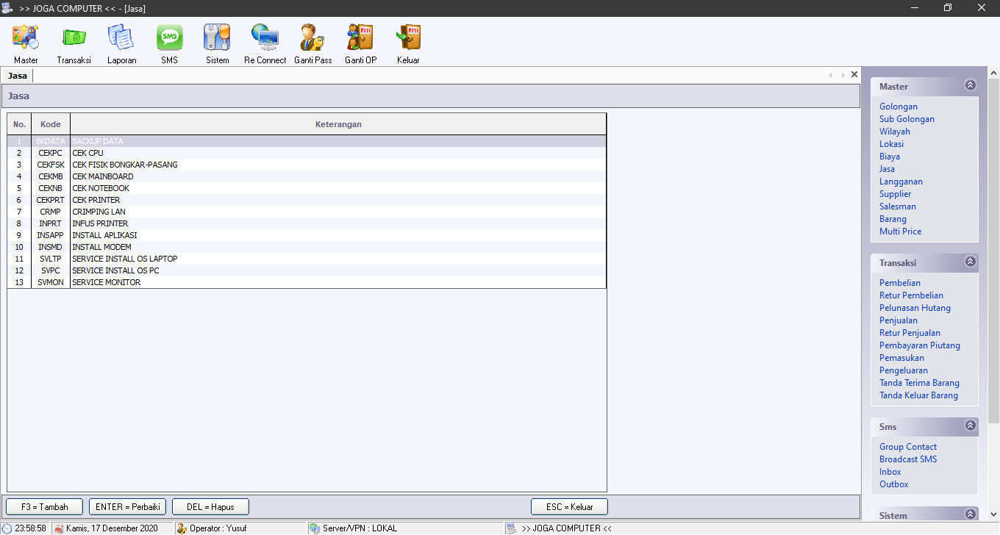 >> JOGA COMPUTER << - [Jasa]
Master Transaksi Laporan SMS Sistem Re Connect Ganti Pass Ganti OP Keluar
Jasa
Jasa
No. Kode Keterangan
1 BKDATA BACKUP DATA
2 CEKPC CEK CPU
3 CEKFSK CEK FISIK BONGKAR-PASANG
4 CEKMB CEK MAINBOARD
5 CEKNB CEK NOTEBOOK
6 CEKPRT CEK PRINTER
7 CRMP CRIMPING LAN
8 INPRT INFUS PRINTER
9 INSAPP INSTALL APLIKASI
10 INSMD INSTALL MODEM
11 SVLTP SERVICE INSTALL OS LAPTOP
12 SVPC SERVICE INSTALL OS PC
13 SVMON SERVICE MONITOR
F3 = Tambah ENTER = Perbaiki DEL = Hapus ESC = Keluar
Master
Golongan
Sub Golongan
Wilayah
Lokasi
Biaya
Jasa
Langganan
Supplier
Salesman
Barang
Multi Price
Transaksi
Pembelian
Retur Pembelian
Pelunasan Hutang
Penjualan
Retur Penjualan
Pembayaran Piutang
Pemasukan
Pengeluaran
Tanda Terima Barang
Tanda Keluar Barang
Sms
Group Contact
Broadcast SMS
Inbox
Outbox
Sistem
23:58:58 Kamis, 17 Desember 2020 Operator : Yusuf Server/VPN : LOKAL >> JOGA COMPUTER <<